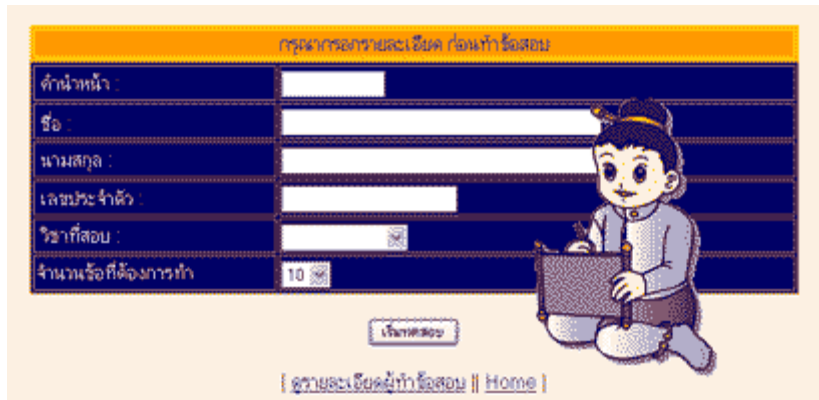 กรุณากรอกรายละเอียด ก่อนทำข้อสอบ
คำนำหน้า :
ชื่อ :
นามสกุล :
เลขประจำตัว :
วิชาที่สอบ :
จำนวนข้อที่ต้องการทำ 10
เริ่มทดสอบ
| ดูรายละเอียดผู้ทำข้อสอบ || Home |